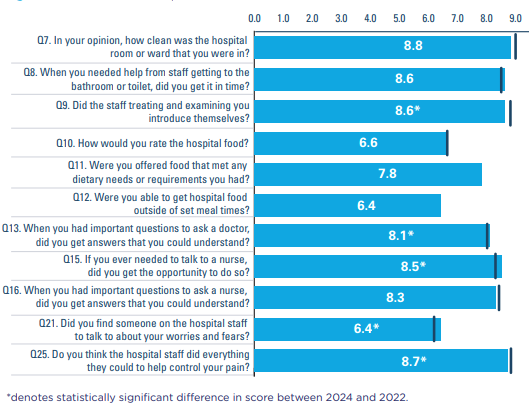 0.0 1.0 2.0 3.0 4.0 5.0 6.0 7.0 8.0 9.0
Q7. In your opinion, how clean was the hospital
room or ward that you were in?
8.8
Q8. When you needed help from staff getting to the
bathroom or toilet, did you get it in time?
8.6
Q9. Did the staff treating and examining you
introduce themselves?
8.6*
Q10. How would you rate the hospital food?
6.6
Q11. Were you offered food that met any
dietary needs or requirements you had?
7.8
Q12. Were you able to get hospital food
outside of set meal times?
6.4
Q13. When you had important questions to ask a doctor,
did you get answers that you could understand?
8.1*
Q15. If you ever needed to talk to a nurse,
did you get the opportunity to do so?
8.5*
Q16. When you had important questions to ask a nurse,
did you get answers that you could understand?
8.3
Q21. Did you find someone on the hospital staff
to talk to about your worries and fears?
6.4*
Q25. Do you think the hospital staff did everything
they could to help control your pain?
8.7*
*denotes statistically significant difference in score between 2024 and 2022.